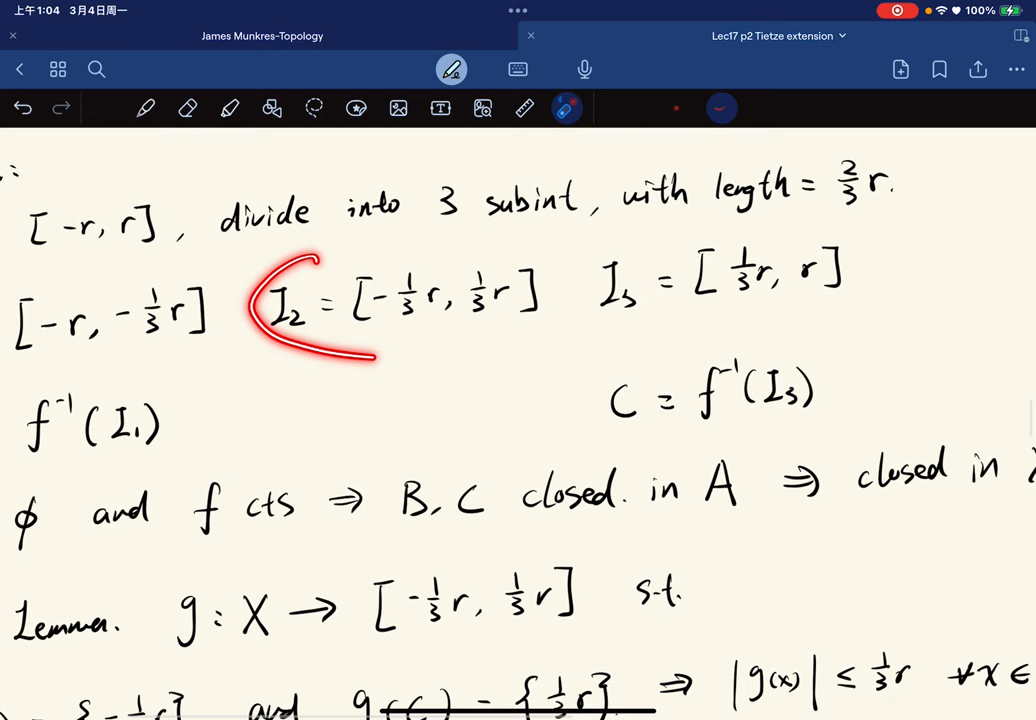 上午1:04 3月4日周一
100%
James Munkres-Topology
Lec17 p2 Tietze extension
[-r, r], divide into 3 subint, with length = 2/3 r.
[-r, -1/3 r] I₂ = [-1/3 r, 1/3 r] I₃ = [1/3 r, r]
f⁻¹(I₁) C = f⁻¹(I₃)
ϕ and f cts ⇒ B, C closed. in A ⇒ closed in
Lemma. g : X → [-1/3 r, 1/3 r] s.t.
and g(C) = {1/3 r} ⇒ |g(x)| ≤ 1/3 r ∀x ∈